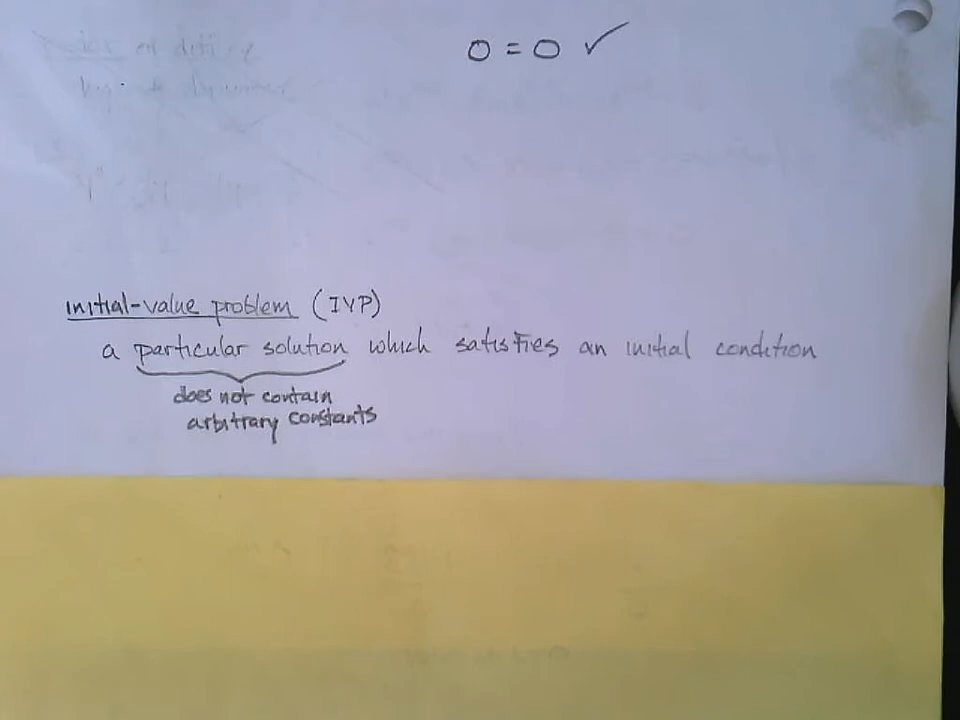 0 = 0 ✓
initial-value problem (IVP)
a particular solution which satisfies an initial condition
does not contain
arbitrary constants